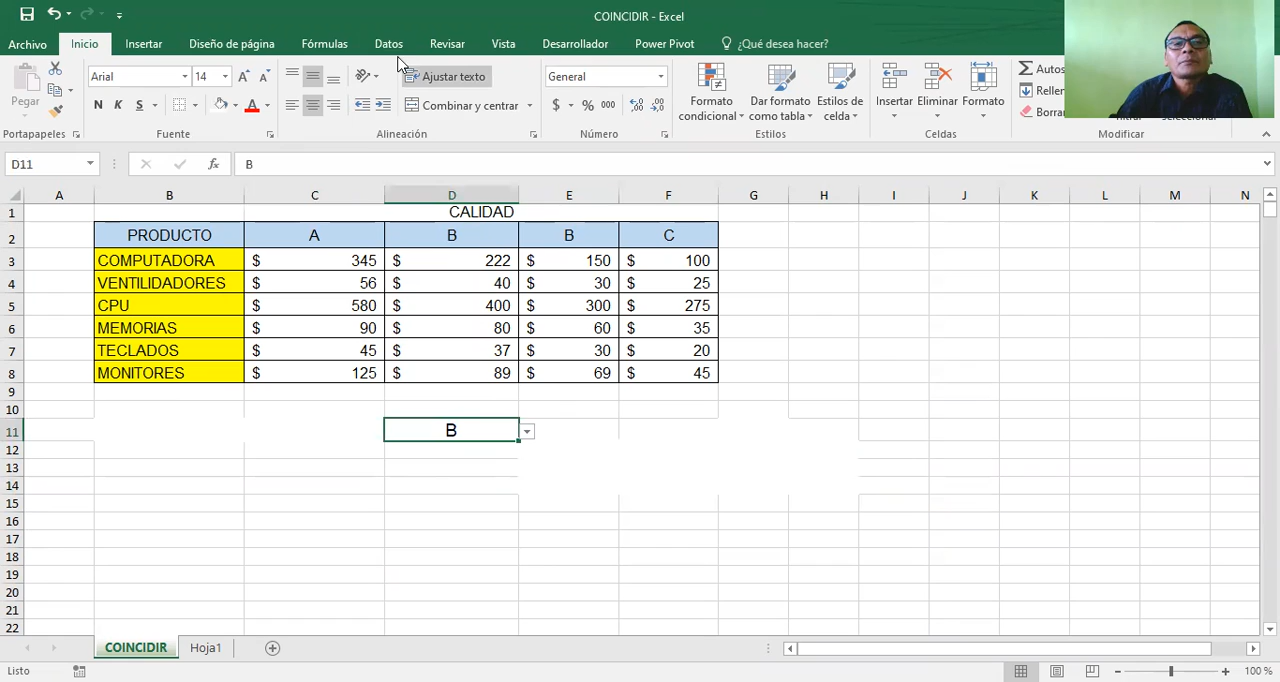 COINCIDIR - Excel
Archivo Inicio Insertar Diseño de página Fórmulas Datos Revisar Vista Desarrollador Power Pivot ¿Qué desea hacer?
Pegar
Arial 14
N K S
Ajustar texto
Combinar y centrar
General
$ % 000
Formato condicional
Dar formato como tabla
Estilos de celda
Insertar Eliminar Formato
Σ Autos
Rellen
Borra
Portapapeles Fuente Alineación Número Estilos Celdas Modificar
D11 fx B
A B C D E F G H I J K L M N
1 CALIDAD
2 PRODUCTO A B B C
3 COMPUTADORA $ 345 $ 222 $ 150 $ 100
4 VENTILIDADORES $ 56 $ 40 $ 30 $ 25
5 CPU $ 580 $ 400 $ 300 $ 275
6 MEMORIAS $ 90 $ 80 $ 60 $ 35
7 TECLADOS $ 45 $ 37 $ 30 $ 20
8 MONITORES $ 125 $ 89 $ 69 $ 45
9
10
11 B
12
13
14
15
16
17
18
19
20
21
22
COINCIDIR Hoja1
Listo 100 %